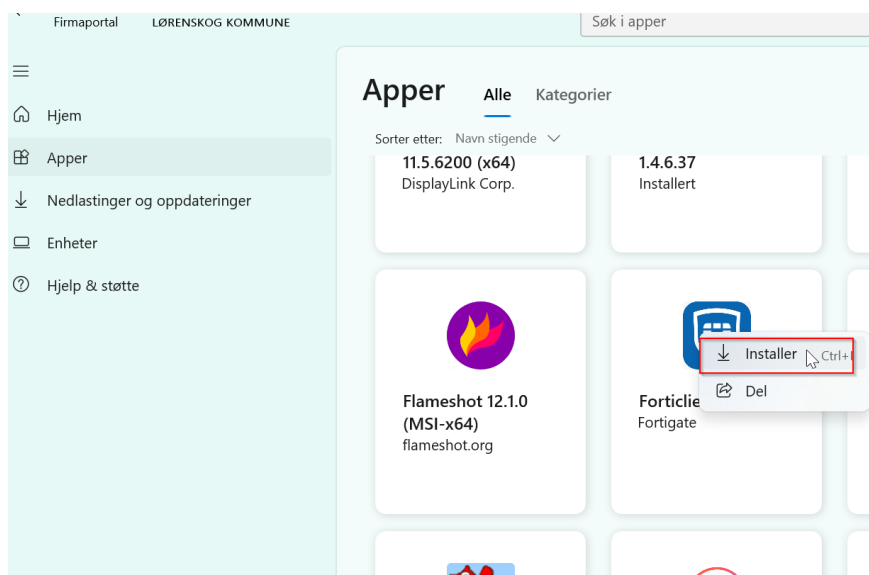 Firmaportal
LØRENSKOG KOMMUNE
Søk i apper
Hjem
Apper
Nedlastinger og oppdateringer
Enheter
Hjelp & støtte
Apper
Alle
Kategorier
Sorter etter: Navn stigende
11.5.6200 (x64)
DisplayLink Corp.
1.4.6.37
Installert
Flameshot 12.1.0
(MSI-x64)
flameshot.org
Forticlie
Fortigate
Installer
Ctrl+I
Del